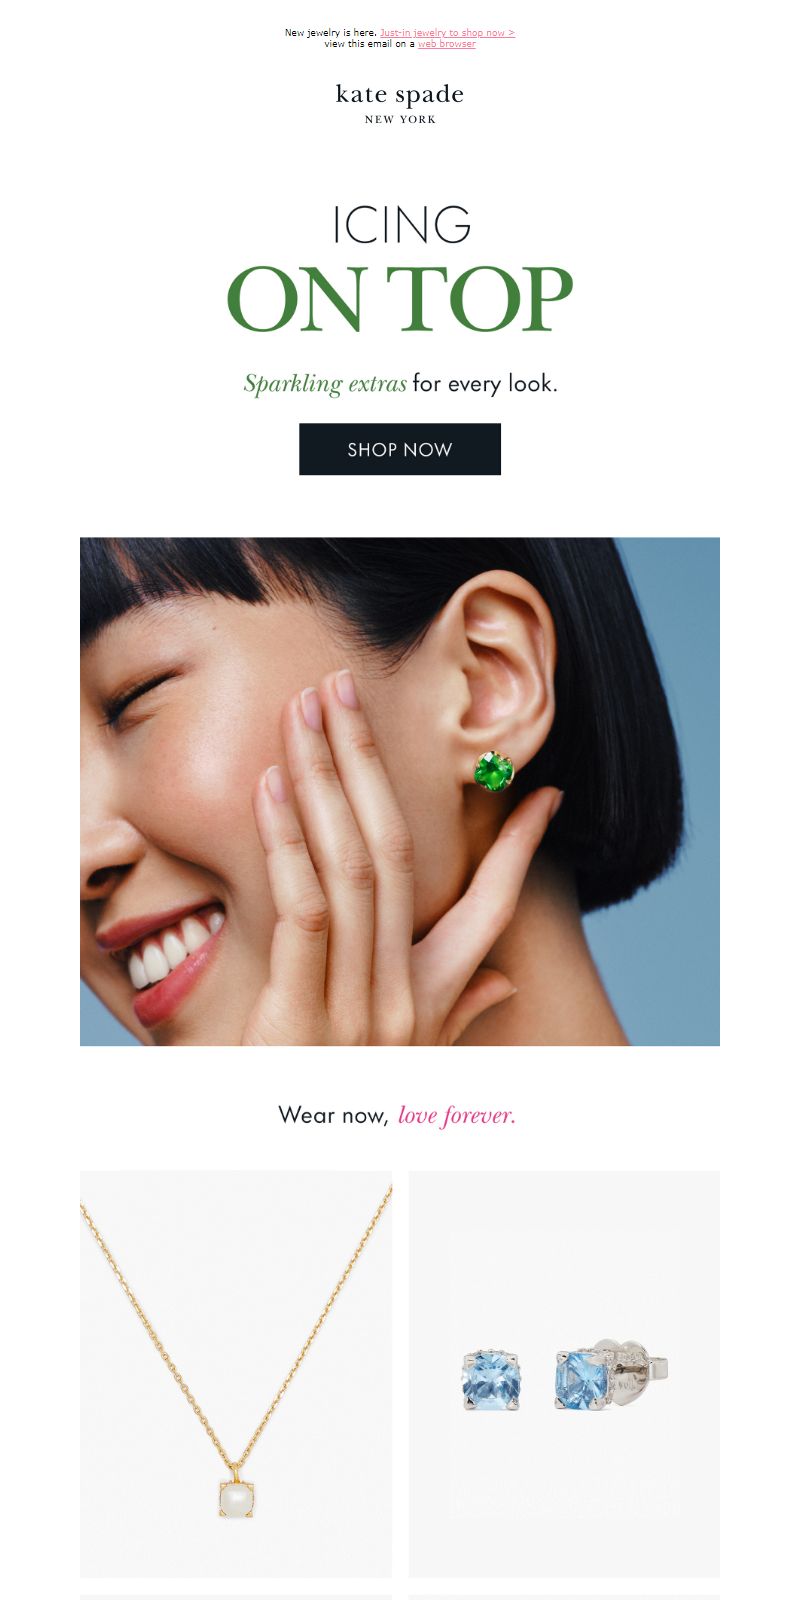 New jewelry is here. Just-in jewelry to shop now >
view this email on a web browser
kate spade
NEW YORK
ICING
ON TOP
Sparkling extras for every look.
SHOP NOW
Wear now, love forever.